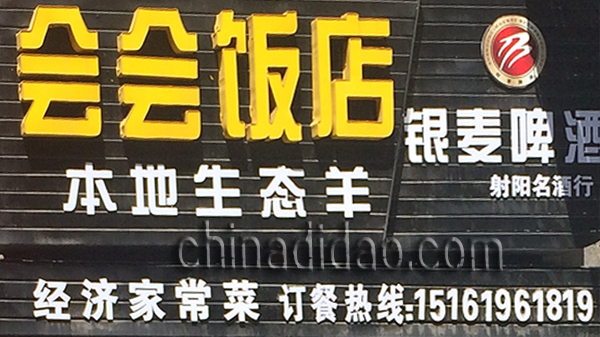 会会饭店
银麦啤酒
射阳名酒行
本地生态羊
chinadidao.com
经济家常菜 订餐热线:15161961819